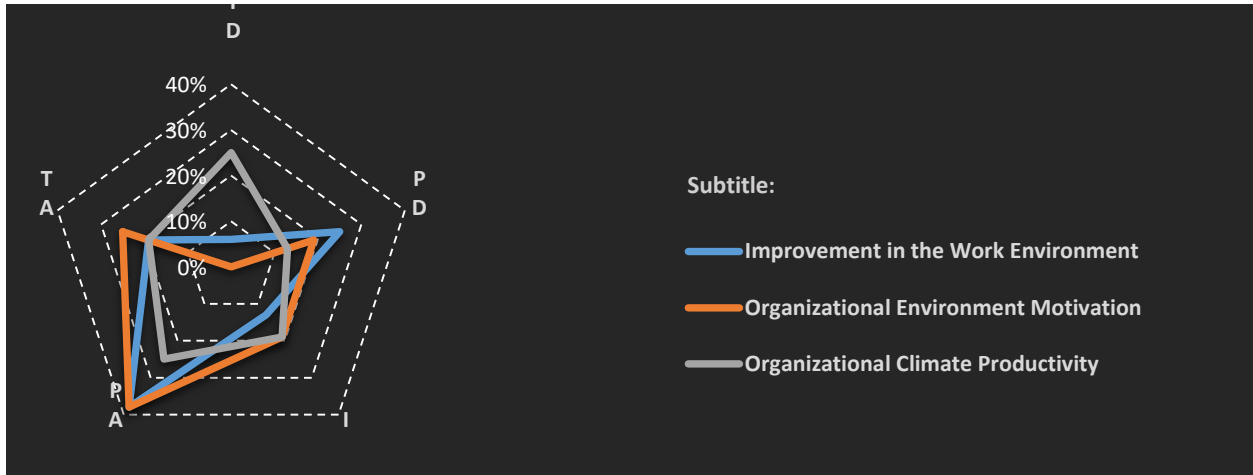 D
40%
30%
20%
10%
0%
T
A
P
D
P
A
I
Subtitle:
Improvement in the Work Environment
Organizational Environment Motivation
Organizational Climate Productivity